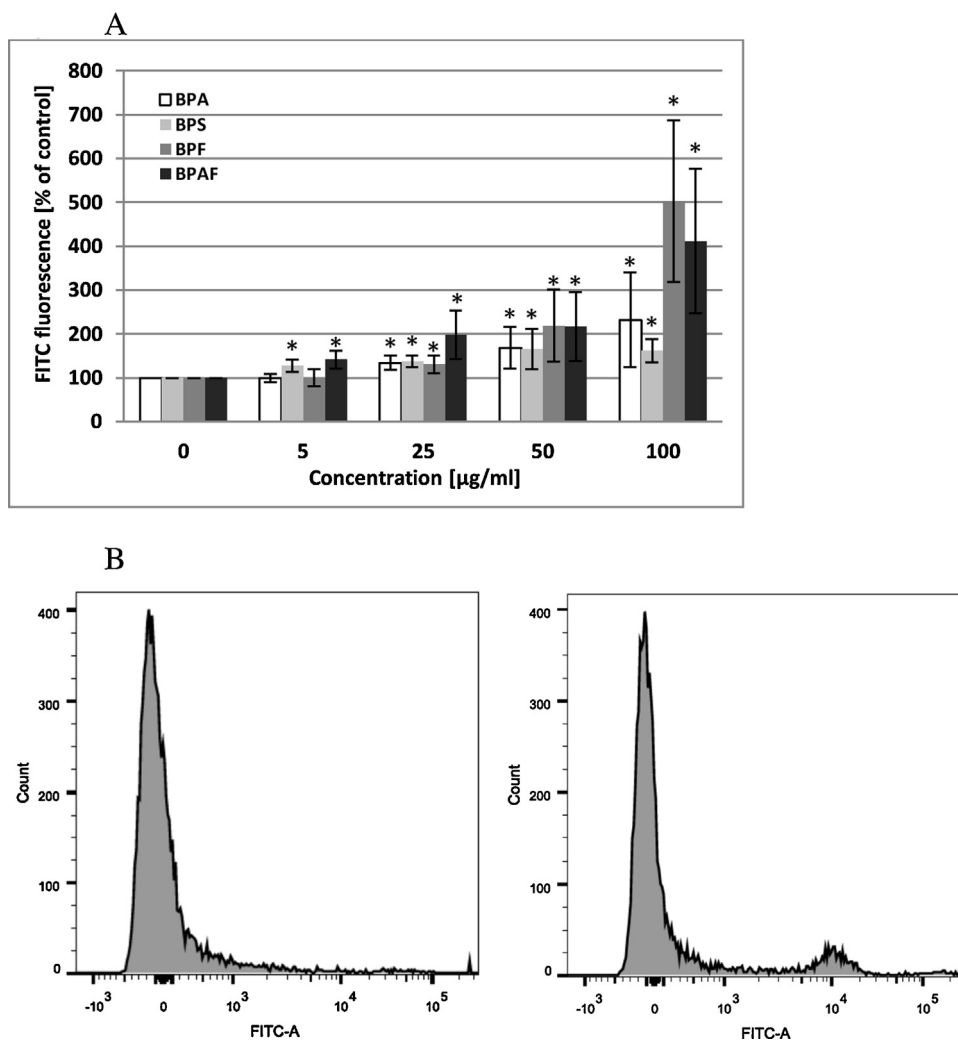 A
800
700
600
500
400
300
200
100
0
FITC fluorescence [% of control]
BPA
BPS
BPF
BPAF
* * * * * * * * * * * * * *
0 5 25 50 100
Concentration [µg/ml]
B
400
300
200
100
0
Count
-10³ 0 10³ 10⁴ 10⁵
FITC-A
400
300
200
100
0
Count
-10³ 0 10³ 10⁴ 10⁵
FITC-A